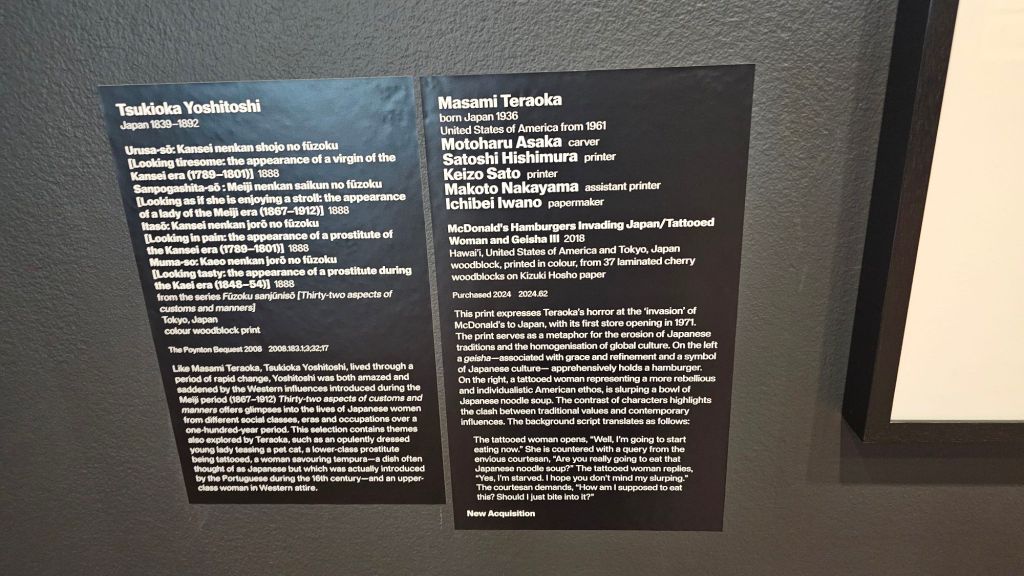 Tsukioka Yoshitoshi
Japan 1839–1892
Urusa-sō: Kansei nenkan shojo no fūzoku
[Looking tiresome: the appearance of a virgin of the
Kansei era (1789–1801)] 1888
Sanpogashita-sō : Meiji nenkan saikun no fūzoku
[Looking as if she is enjoying a stroll: the appearance
of a lady of the Meiji era (1867–1912)] 1888
Itasō: Kansei nenkan jorō no fūzoku
[Looking in pain: the appearance of a prostitute of
the Kansei era (1789–1801)] 1888
Muma-so: Kaeo nenkan jorō no fūzoku
[Looking tasty: the appearance of a prostitute during
the Kaei era (1848–54)] 1888
from the series Fūzoku sanjūnisō [Thirty-two aspects of
customs and manners]
Tokyo, Japan
colour woodblock print
The Poynton Bequest 2008 2008.183.1;3;32;17
Like Masami Teraoka, Tsukioka Yoshitoshi, lived through a
period of rapid change, Yoshitoshi was both amazed and
saddened by the Western influences introduced during the
Meiji period (1867–1912) Thirty-two aspects of customs and
manners offers glimpses into the lives of Japanese women
from different social classes, eras and occupations over a
one-hundred-year period. This selection contains themes
also explored by Teraoka, such as an opulently dressed
young lady teasing a pet cat, a lower-class prostitute
being tattooed, a woman savouring tempura—a dish often
thought of as Japanese but which was actually introduced
by the Portuguese during the 16th century—and an upper-
class woman in Western attire.
Masami Teraoka
born Japan 1936
United States of America from 1961
Motoharu Asaka carver
Satoshi Hishimura printer
Keizo Sato printer
Makoto Nakayama assistant printer
Ichibei Iwano papermaker
McDonald's Hamburgers Invading Japan/Tattooed
Woman and Geisha III 2018
Hawai'i, United States of America and Tokyo, Japan
woodblock, printed in colour, from 37 laminated cherry
woodblocks on Kizuki Hosho paper
Purchased 2024 2024.62
This print expresses Teraoka's horror at the 'invasion' of
McDonald's to Japan, with its first store opening in 1971.
The print serves as a metaphor for the erosion of Japanese
traditions and the homogenisation of global culture. On the left
a geisha—associated with grace and refinement and a symbol
of Japanese culture— apprehensively holds a hamburger.
On the right, a tattooed woman representing a more rebellious
and individualistic American ethos, is slurping a bowl of
Japanese noodle soup. The contrast of characters highlights
the clash between traditional values and contemporary
influences. The background script translates as follows:
The tattooed woman opens, "Well, I'm going to start
eating now." She is countered with a query from the
envious courtesan, "Are you really going to eat that
Japanese noodle soup?" The tattooed woman replies,
"Yes, I'm starved. I hope you don't mind my slurping."
The courtesan demands, "How am I supposed to eat
this? Should I just bite into it?"
New Acquisition